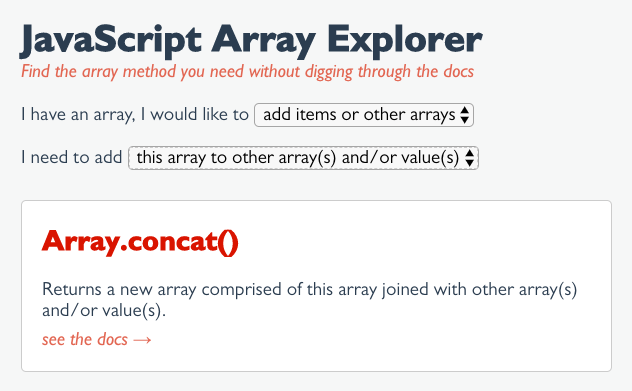 JavaScript Array Explorer
Find the array method you need without digging through the docs
I have an array, I would like to add items or other arrays
I need to add this array to other array(s) and/or value(s)
Array.concat()
Returns a new array comprised of this array joined with other array(s)
and/or value(s).
see the docs →